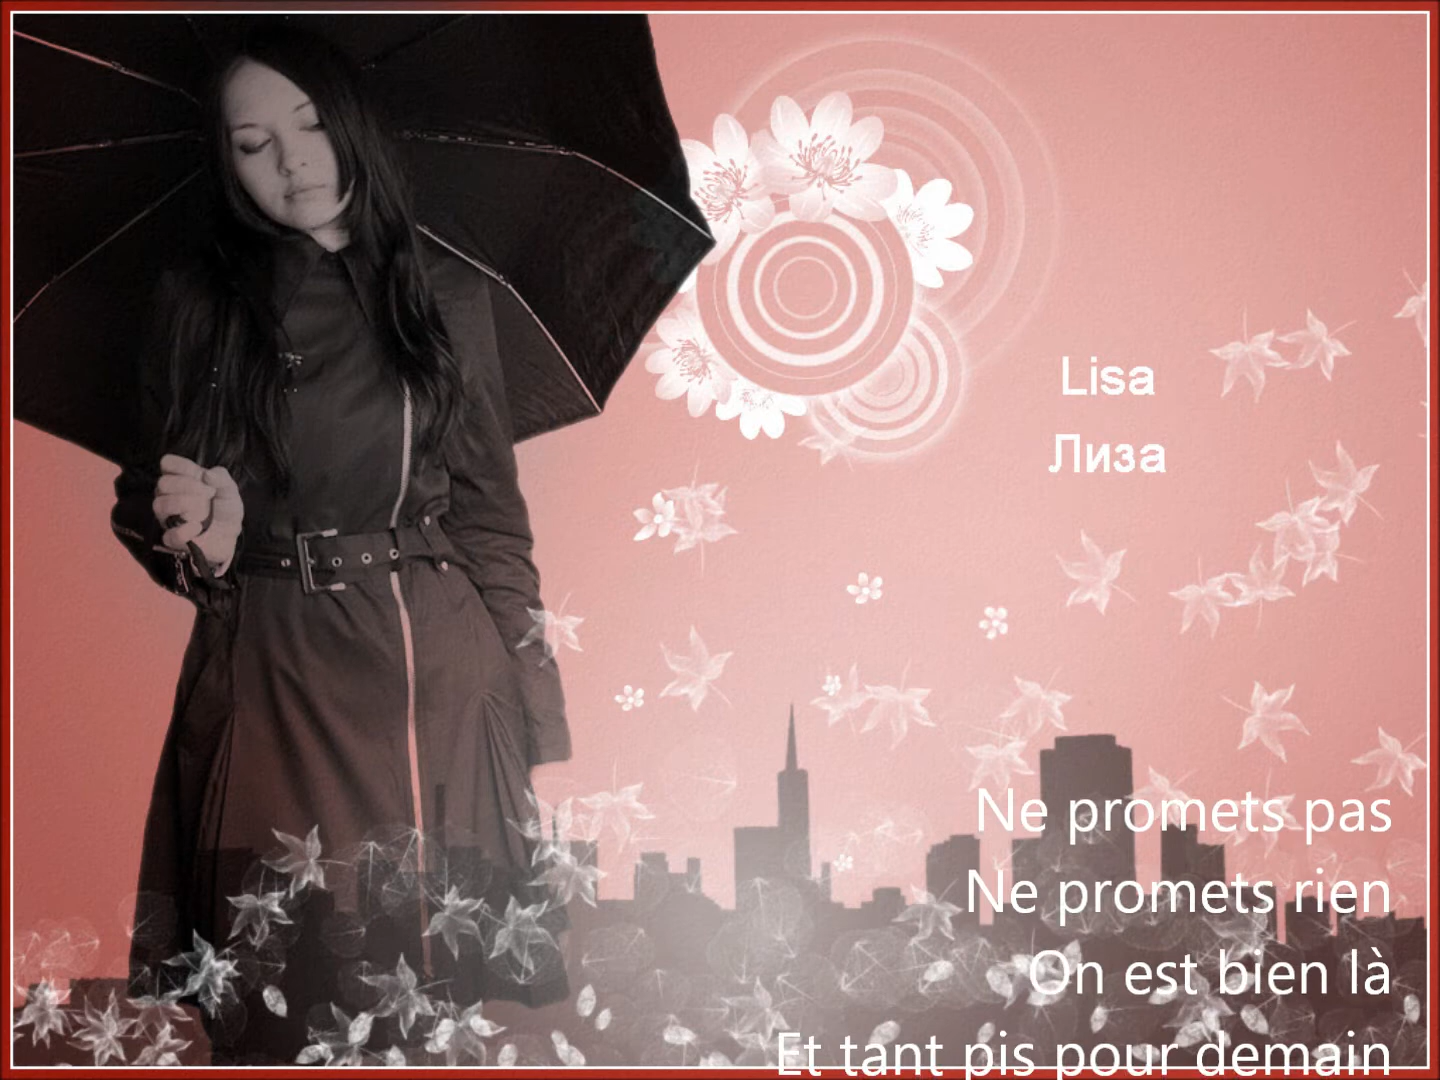 Lisa
Лиза
Ne promets pas
Ne promets rien
On est bien là
Et tant pis pour demain